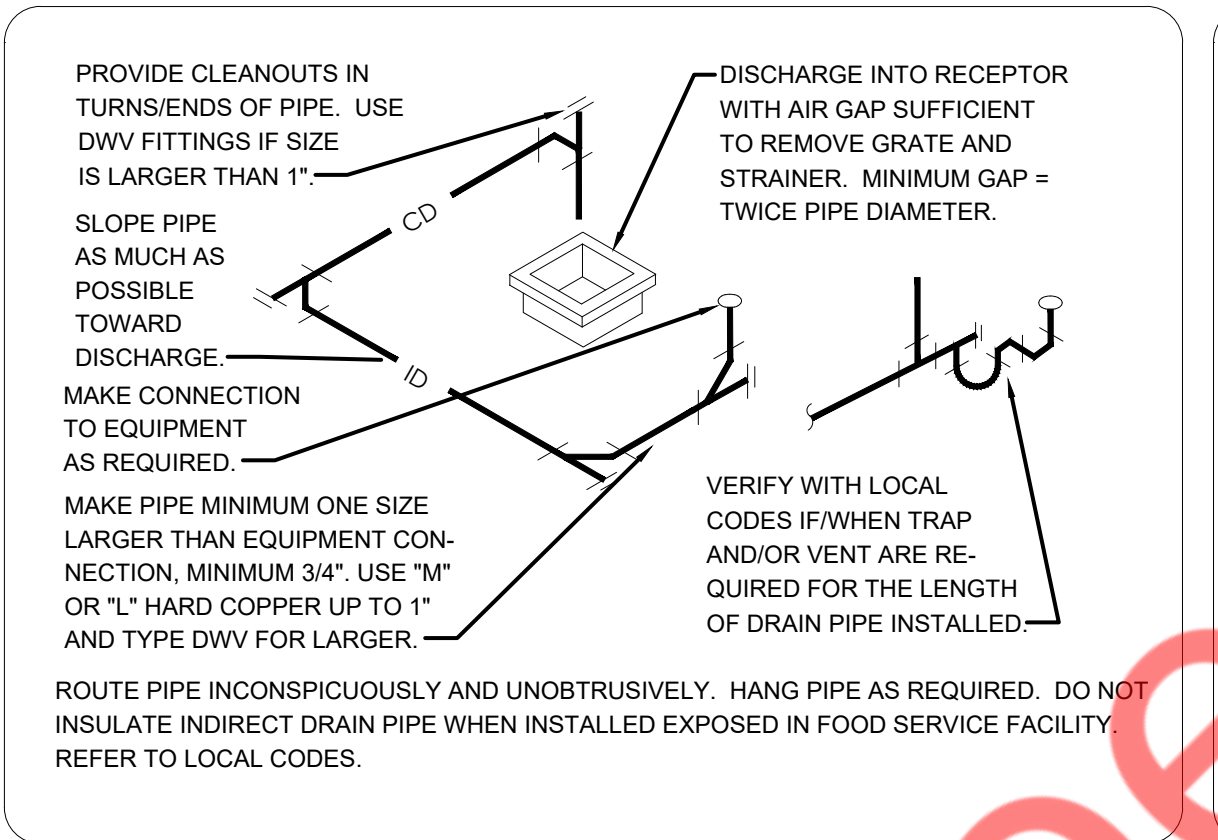 PROVIDE CLEANOUTS IN
TURNS/ENDS OF PIPE. USE
DWV FITTINGS IF SIZE
IS LARGER THAN 1".
DISCHARGE INTO RECEPTOR
WITH AIR GAP SUFFICIENT
TO REMOVE GRATE AND
STRAINER. MINIMUM GAP =
TWICE PIPE DIAMETER.
CD
SLOPE PIPE
AS MUCH AS
POSSIBLE
TOWARD
DISCHARGE.
ID
MAKE CONNECTION
TO EQUIPMENT
AS REQUIRED.
MAKE PIPE MINIMUM ONE SIZE
LARGER THAN EQUIPMENT CON-
NECTION, MINIMUM 3/4". USE "M"
OR "L" HARD COPPER UP TO 1"
AND TYPE DWV FOR LARGER.
VERIFY WITH LOCAL
CODES IF/WHEN TRAP
AND/OR VENT ARE RE-
QUIRED FOR THE LENGTH
OF DRAIN PIPE INSTALLED.
ROUTE PIPE INCONSPICUOUSLY AND UNOBTRUSIVELY. HANG PIPE AS REQUIRED. DO NOT
INSULATE INDIRECT DRAIN PIPE WHEN INSTALLED EXPOSED IN FOOD SERVICE FACILITY.
REFER TO LOCAL CODES.